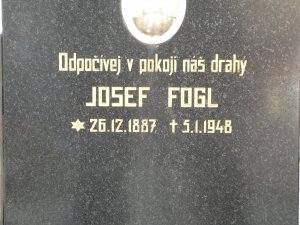 Odpočívej v pokoji náš drahý
JOSEF FOGL
✶ 26.12.1887 ✝ 5.1.1948